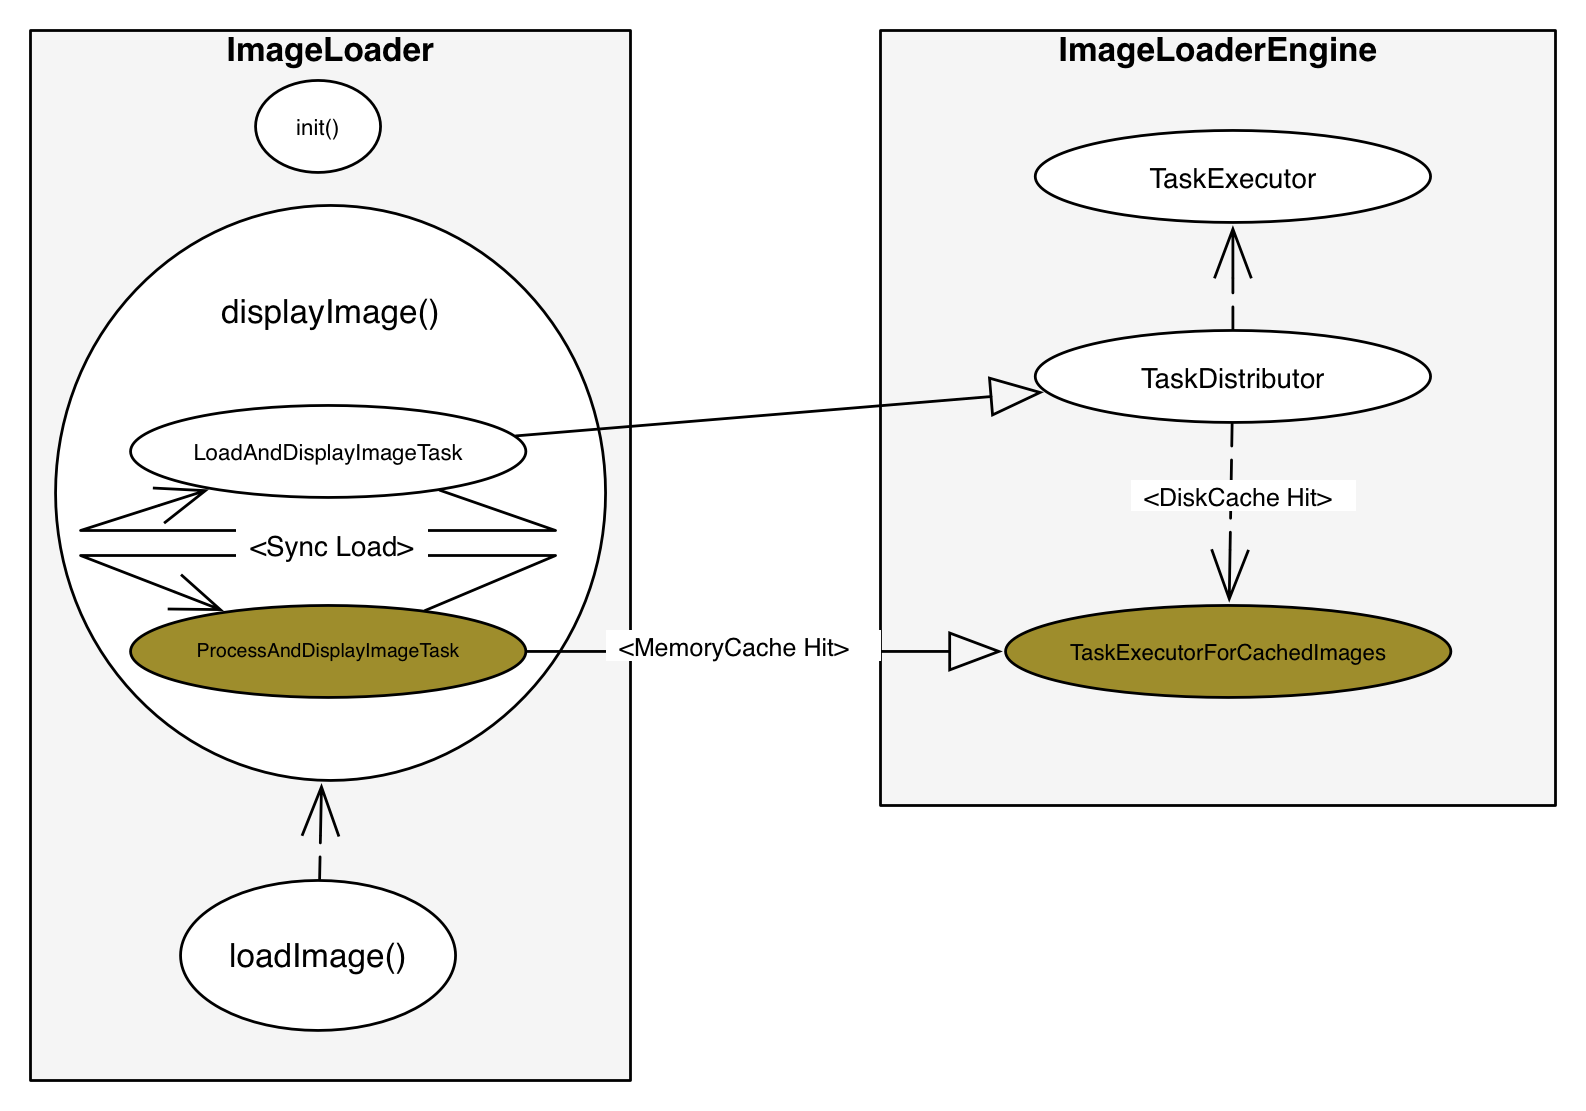 ImageLoader
init()
displayImage()
LoadAndDisplayImageTask
<Sync Load>
ProcessAndDisplayImageTask
loadImage()
<MemoryCache Hit>
ImageLoaderEngine
TaskExecutor
TaskDistributor
<DiskCache Hit>
TaskExecutorForCachedImages